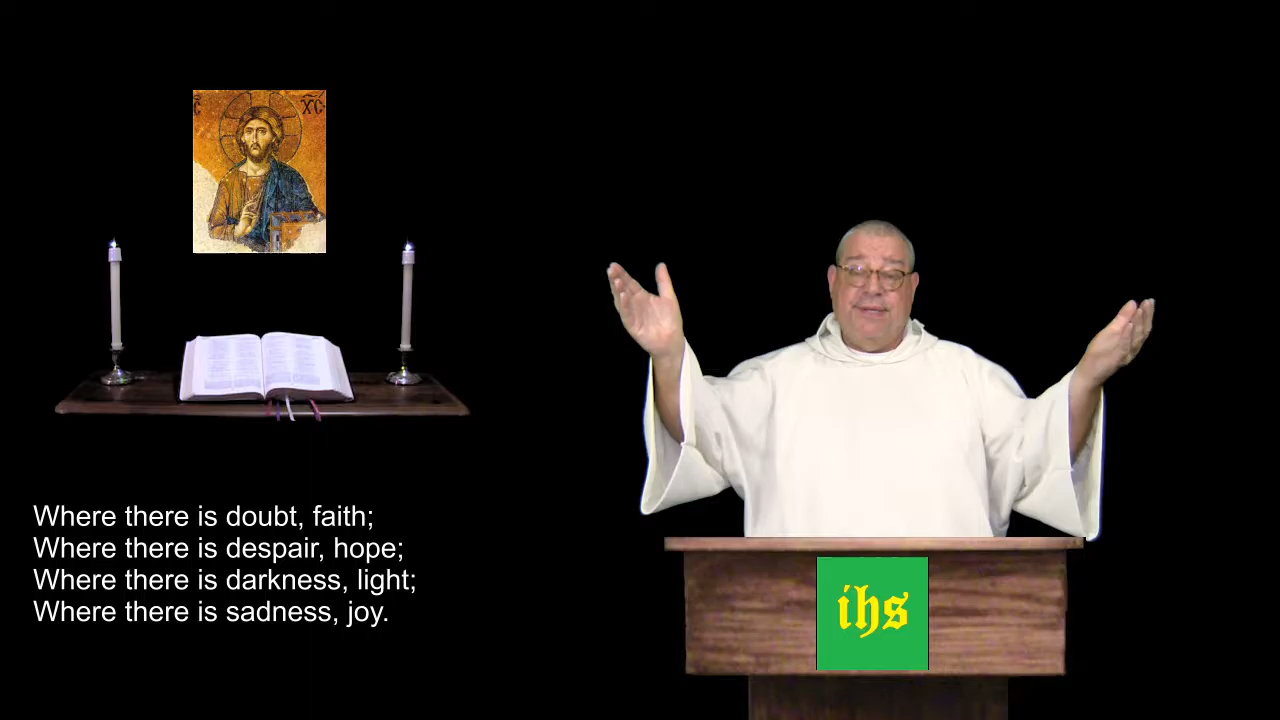 C
XC
Where there is doubt, faith;
Where there is despair, hope;
Where there is darkness, light;
Where there is sadness, joy.
ihs